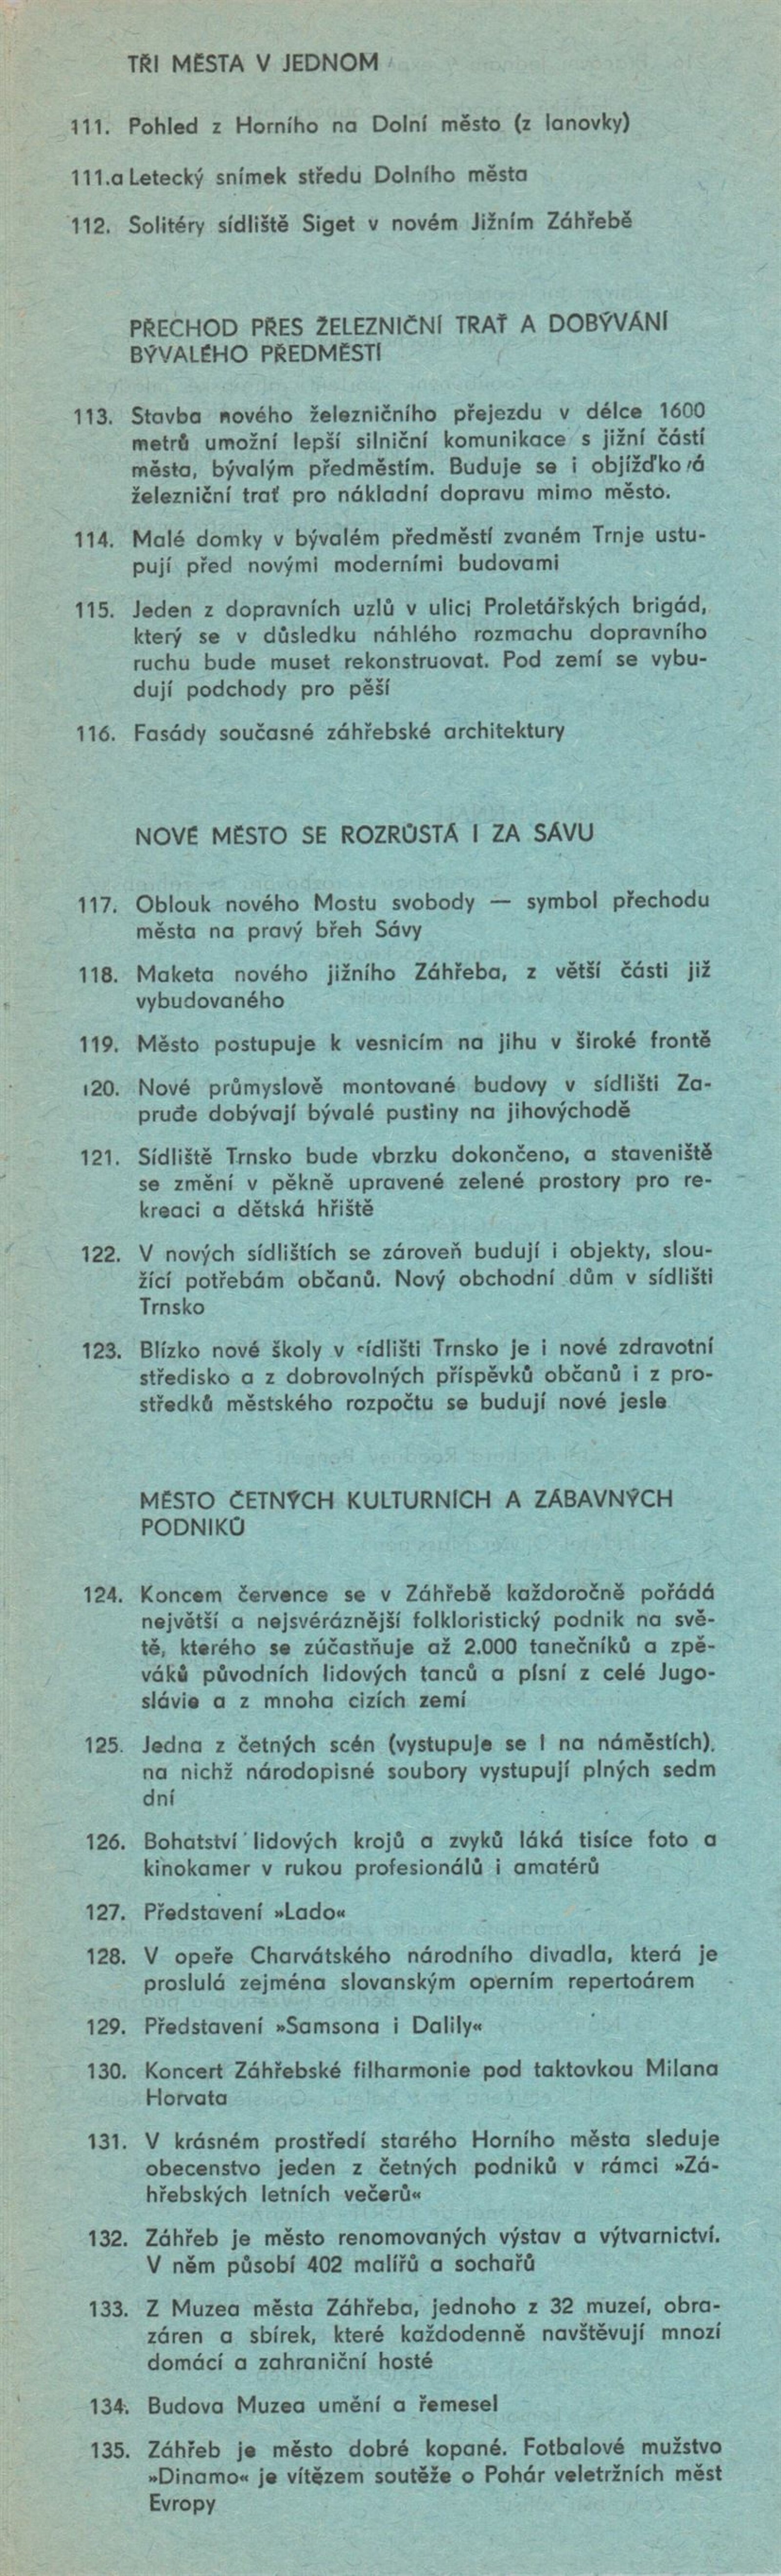 TŘI MĚSTA V JEDNOM
111. Pohled z Horního na Dolní město (z lanovky)
111.a Letecký snímek středu Dolního města
112. Solitéry sídliště Siget v novém Jižním Záhřebě
PŘECHOD PŘES ŽELEZNIČNÍ TRAŤ A DOBÝVÁNÍ
BÝVALÉHO PŘEDMĚSTÍ
113. Stavba nového železničního přejezdu v délce 1600
metrů umožní lepší silniční komunikace s jižní částí
města, bývalým předměstím. Buduje se i
železniční trať pro nákladní dopravu mimo město.
114. Malé domky v bývalém předměstí zvaném Trnje ustu-
pují před novými moderními budovami
115. Jeden z dopravních uzlů v ulici Proletářských brigád,
který se v důsledku náhlého rozmachu dopravního
ruchu bude muset rekonstruovat. Pod zemí se vybu-
dují podchody pro pěší
116. Fasády současné záhřebské architektury
NOVÉ MĚSTO SE ROZRŮSTÁ I ZA SÁVU
117. Oblouk nového Mostu svobody — symbol přechodu
města na pravý břeh Sávy
118. Maketa nového jižního Záhřeba, z větší části již
vybudovaného
119. Město postupuje k vesnicím na jihu v široké frontě
120. Nové průmyslově montované budovy v sídlišti Za-
pruđe dobývají bývalé pustiny na jihovýchodě
121. Sídliště Trnsko bude vbrzku dokončeno, a staveniště
se změní v pěkně upravené zelené prostory pro re-
kreaci a dětská hřiště
122. V nových sídlištích se zároveň budují i objekty, slou-
žící potřebám občanů. Nový obchodní dům v sídlišti
Trnsko
123. Blízko nové školy v sídlišti Trnsko je i nové zdravotní
středisko a z dobrovolných příspěvků občanů i z pro-
středků městského rozpočtu se budují nové jesle
MĚSTO ČETNÝCH KULTURNÍCH A ZÁBAVNÝCH
PODNIKŮ
124. Koncem července se v Záhřebě každoročně pořádá
největší a nejsvéráznější folkloristický podnik na svě-
tě, kterého se zúčastňuje až 2.000 tanečníků a zpě-
váků původních lidových tanců a písní z celé Jugo-
slávie a z mnoha cizích zemí
125. Jedna z četných scén (vystupuje se I na náměstích),
na nichž národopisné soubory vystupují plných sedm
dní
126. Bohatství lidových krojů a zvyků láká tisíce foto a
kinokamer v rukou profesionálů i amatérů
127. Představení »Lado«
128. V opeře Charvátského národního divadla, která je
proslulá zejména slovanským operním repertoárem
129. Představení »Samsona i Dalily«
130. Koncert Záhřebské filharmonie pod taktovkou Milana
Horvata
131. V krásném prostředí starého Horního města sleduje
obecenstvo jeden z četných podniků v rámci »Zá-
hřebských letních večerů«
132. Záhřeb je město renomovaných výstav a výtvarnictví.
V něm působí 402 malířů a sochařů
133. Z Muzea města Záhřeba, jednoho z 32 muzeí, obra-
záren a sbírek, které každodenně navštěvují mnozí
domácí a zahraniční hosté
134. Budova Muzea umění a řemesel
135. Záhřeb je město dobré kopané. Fotbalové mužstvo
»Dinamo« je vítězem soutěže o Pohár veletržních měst
Evropy